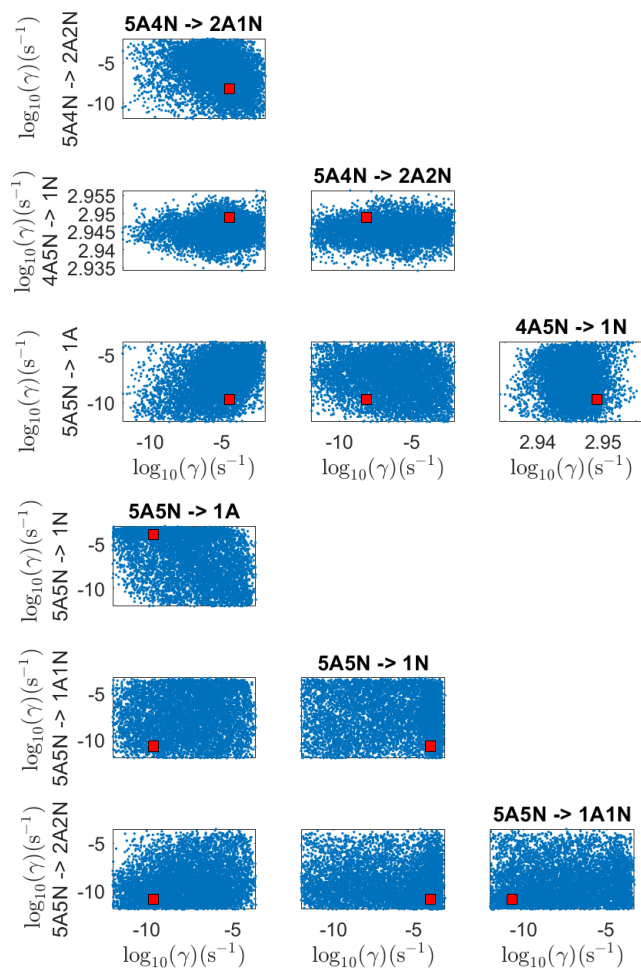 5A4N -> 2A1N
log₁₀(γ)(s⁻¹)
5A4N -> 2A2N
-5
-10
5A4N -> 2A2N
log₁₀(γ)(s⁻¹)
4A5N -> 1N
2.955
2.95
2.945
2.94
2.935
4A5N -> 1N
log₁₀(γ)(s⁻¹)
5A5N -> 1A
-5
-10
-10 -5 -10 -5 2.94 2.95
log₁₀(γ)(s⁻¹) log₁₀(γ)(s⁻¹) log₁₀(γ)(s⁻¹)
5A5N -> 1A
log₁₀(γ)(s⁻¹)
5A5N -> 1N
-5
-10
5A5N -> 1N
log₁₀(γ)(s⁻¹)
5A5N -> 1A1N
-5
-10
5A5N -> 1A1N
log₁₀(γ)(s⁻¹)
5A5N -> 2A2N
-5
-10
-10 -5 -10 -5 -10 -5
log₁₀(γ)(s⁻¹) log₁₀(γ)(s⁻¹) log₁₀(γ)(s⁻¹)